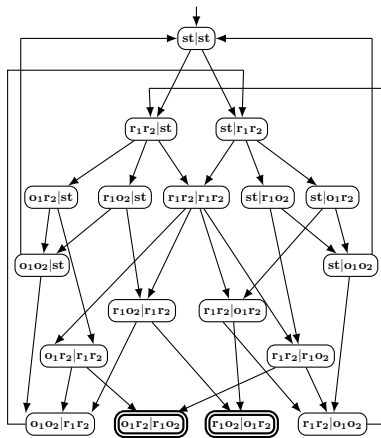 st|st
r₁r₂|st st|r₁r₂
o₁r₂|st r₁o₂|st r₁r₂|r₁r₂ st|r₁o₂ st|o₁r₂
o₁o₂|st st|o₁o₂
r₁o₂|r₁r₂ r₁r₂|o₁r₂
o₁r₂|r₁r₂ r₁r₂|r₁o₂
o₁o₂|r₁r₂ o₁r₂|r₁o₂ r₁o₂|o₁r₂ r₁r₂|o₁o₂